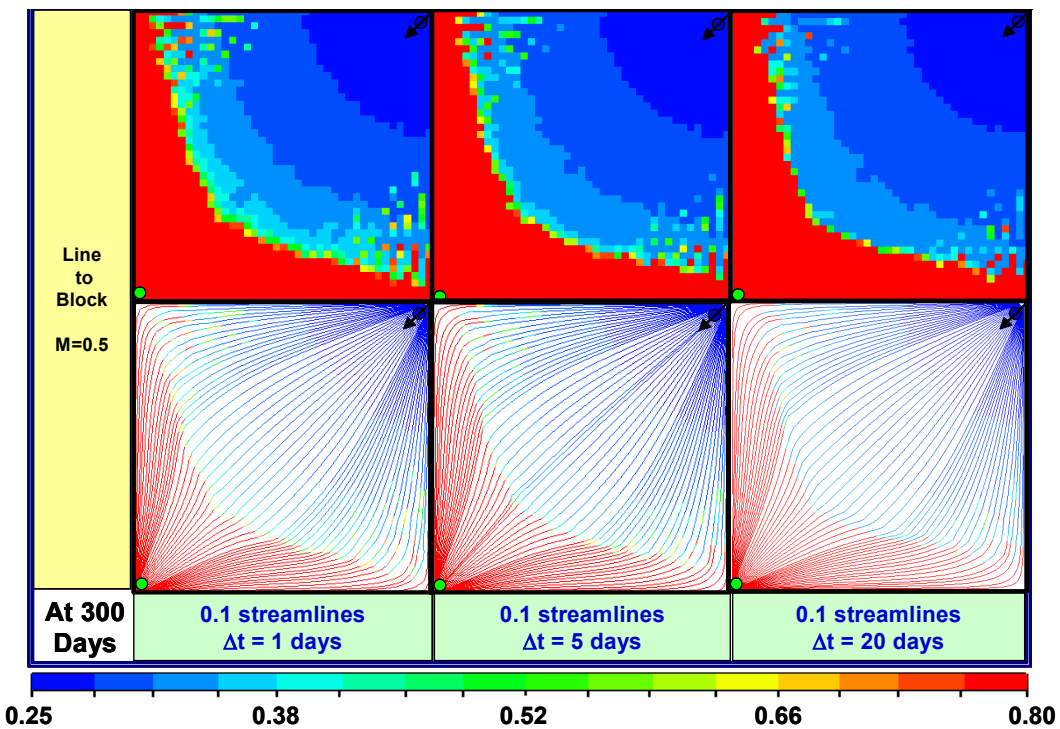 Line
to
Block
M=0.5
At 300
Days
0.1 streamlines
Δt = 1 days
0.1 streamlines
Δt = 5 days
0.1 streamlines
Δt = 20 days
0.25 0.38 0.52 0.66 0.80